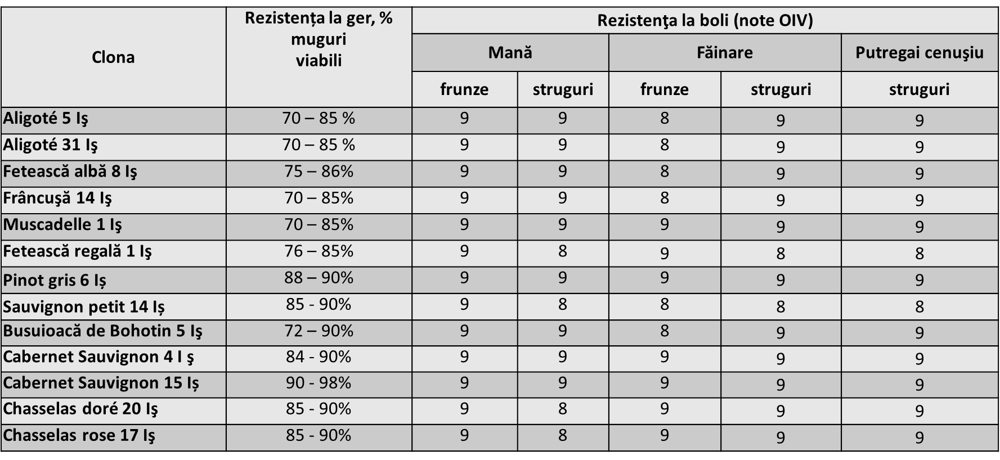 Clona
Rezistența la ger, %
muguri
viabili
Rezistenţa la boli (note OIV)
Mană Făinare Putregai cenuşiu
frunze struguri frunze struguri struguri
Aligoté 5 Iş 70 – 85 % 9 9 8 9 9
Aligoté 31 Iş 70 – 85 % 9 9 8 9 9
Fetească albă 8 Iş 75 – 86% 9 9 8 9 9
Frâncuşă 14 Iş 70 – 85% 9 9 8 9 9
Muscadelle 1 Iş 70 – 85% 9 9 9 9 9
Fetească regală 1 Iş 76 – 85% 9 8 9 8 8
Pinot gris 6 Iș 88 – 90% 9 9 9 9 9
Sauvignon petit 14 Iș 85 - 90% 9 8 8 8 8
Busuioacă de Bohotin 5 Iş 72 – 90% 9 9 8 9 9
Cabernet Sauvignon 4 I ş 84 - 90% 9 9 9 9 9
Cabernet Sauvignon 15 Iș 90 - 98% 9 9 9 9 9
Chasselas doré 20 Iş 85 - 90% 9 8 9 9 9
Chasselas rose 17 Iş 85 - 90% 9 8 9 9 9